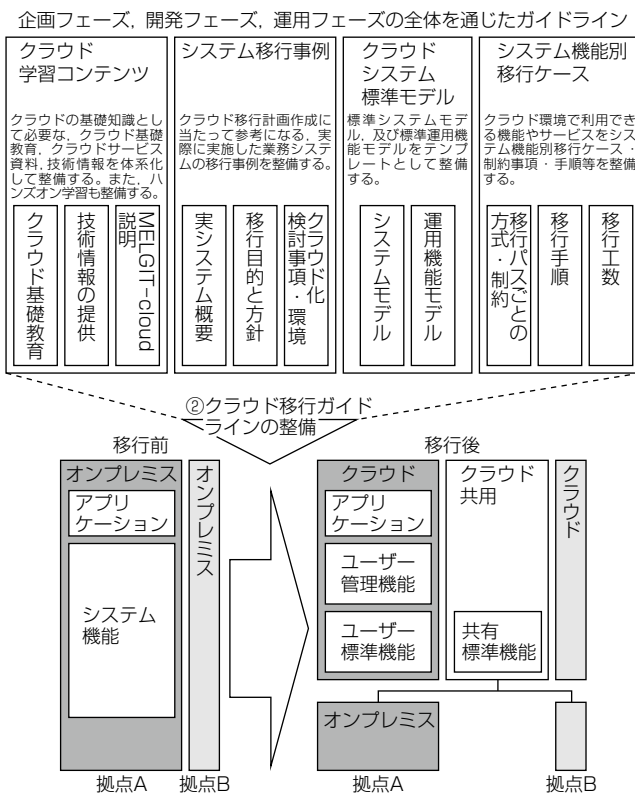 企画フェーズ，開発フェーズ，運用フェーズの全体を通じたガイドライン
クラウド
学習コンテンツ
クラウドの基礎知識とし
て必要な，クラウド基礎
教育，クラウドサービス
資料，技術情報を体系化
して整備する。また，ハ
ンズオン学習も整備する。
クラウド基礎教育
技術情報の提供
MELGIT-cloud
説明
システム移行事例
クラウド移行計画作成に
当たって参考になる，実
際に実施した業務システ
ムの移行事例を整備する。
実システム概要
移行目的と方針
クラウド化
検討事項・環境
クラウド
システム
標準モデル
標準システムモデ
ル，及び標準運用機
能モデルをテンプ
レートとして整備
する。
システムモデル
運用機能モデル
システム機能別
移行ケース
クラウド環境で利用でき
る機能やサービスをシス
テム機能別移行ケース・
制約事項・手順等を整備
する。
移行パスごとの
方式・制約
移行手順
移行工数
②クラウド移行ガイド
ラインの整備
移行前
オンプレミス
アプリ
ケーション
システム
機能
オンプレミス
拠点A
拠点B
移行後
クラウド
アプリ
ケーション
ユーザー
管理機能
ユーザー
標準機能
クラウド
共用
共有
標準機能
クラウド
オンプレミス
拠点A
拠点B